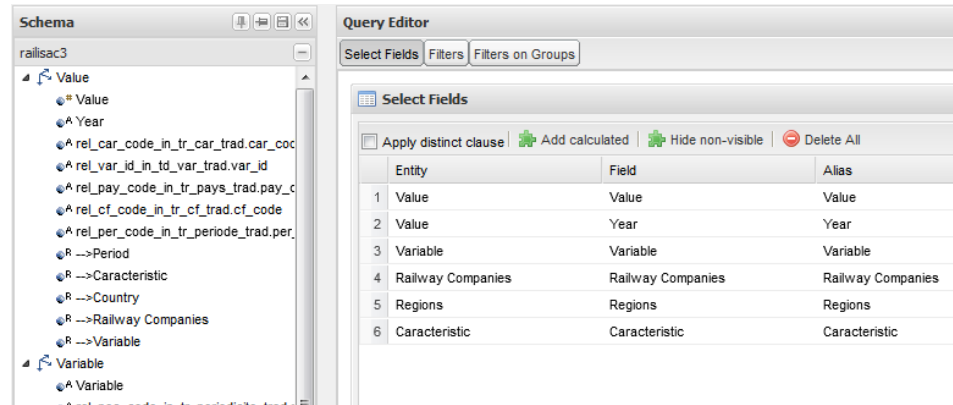 Schema
railisac3
Value
# Value
A Year
A rel_car_code_in_tr_car_trad.car_coc
A rel_var_id_in_td_var_trad.var_id
A rel_pay_code_in_tr_pays_trad.pay_c
A rel_cf_code_in_tr_cf_trad.cf_code
A rel_per_code_in_tr_periode_trad.per_
R -->Period
R -->Caracteristic
R -->Country
R -->Railway Companies
R -->Variable
Variable
A Variable
Query Editor
Select Fields Filters Filters on Groups
Select Fields
Apply distinct clause Add calculated Hide non-visible Delete All
Entity Field Alias
1 Value Value Value
2 Value Year Year
3 Variable Variable Variable
4 Railway Companies Railway Companies Railway Companies
5 Regions Regions Regions
6 Caracteristic Caracteristic Caracteristic